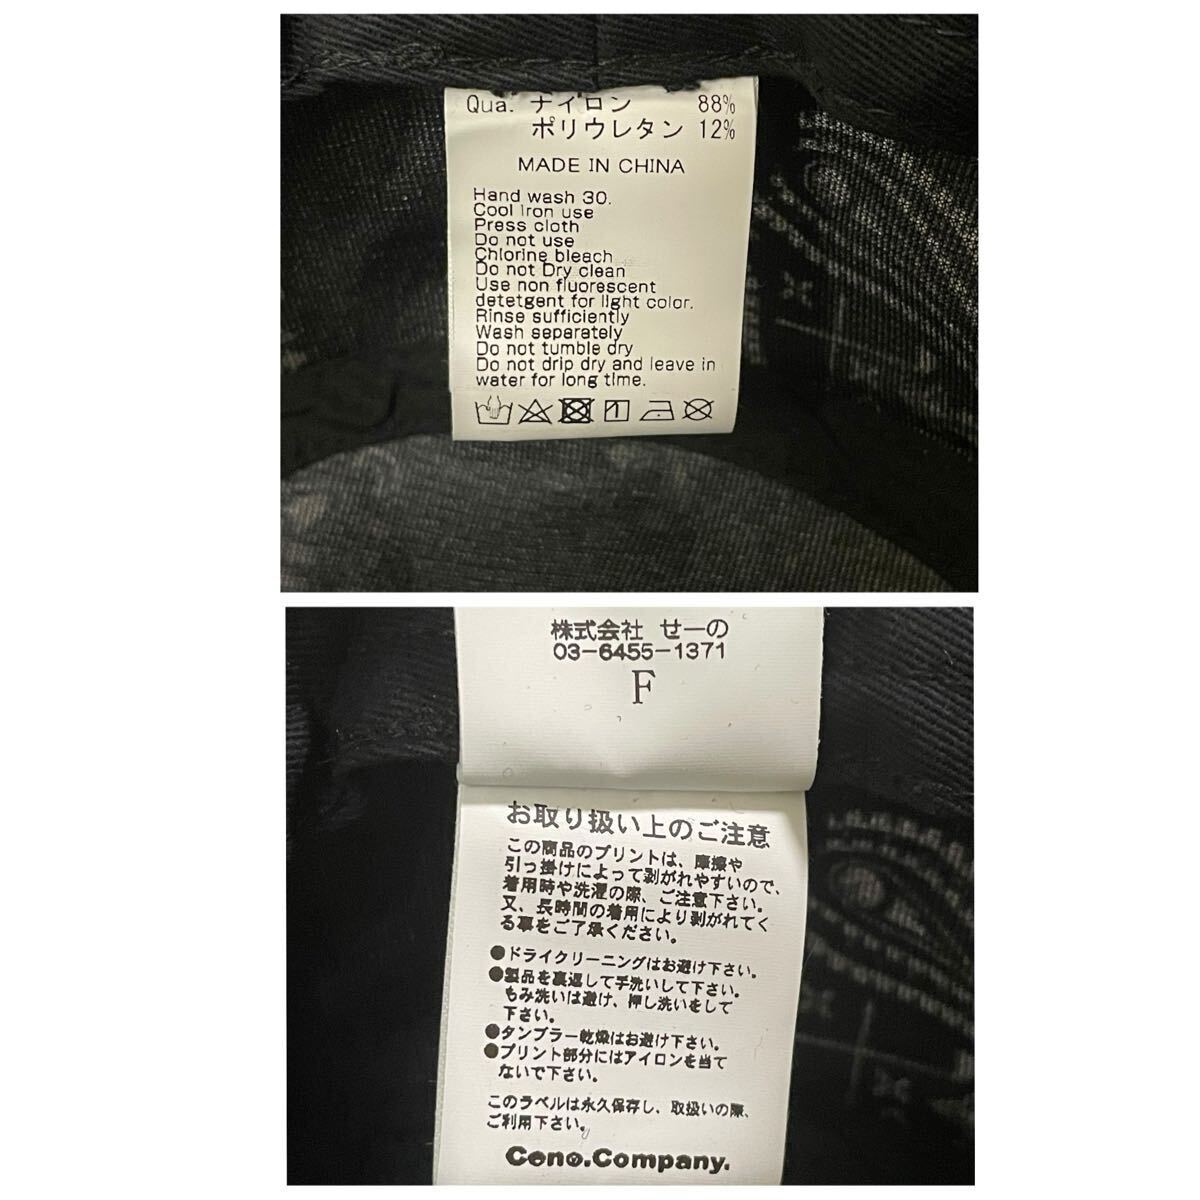 Qua. ナイロン 88%
ポリウレタン 12%
MADE IN CHINA
Hand wash 30.
Cool Iron use
Press cloth
Do not use
Chlorine bleach
Do not Dry clean
Use non fluorescent
detetgent for light color.
Rinse sufficiently
Wash separately
Do not tumble dry
Do not drip dry and leave in
water for long time.
株式会社 せーの
03-6455-1371
F
お取り扱い上のご注意
この商品のプリントは、摩擦や
引っ掛けによって剥がれやすいので、
着用時や洗濯の際、ご注意下さい。
又、長時間の着用により剥がれてく
る事をご了承ください。
●ドライクリーニングはお避け下さい。
●製品を裏返して手洗いして下さい。
もみ洗いは避け、押し洗いをして
下さい。
●タンブラー乾燥はお避け下さい。
●プリント部分にはアイロンを当て
ないで下さい。
このラベルは永久保存し、取扱いの際、
ご利用下さい。
Ceno.Company.